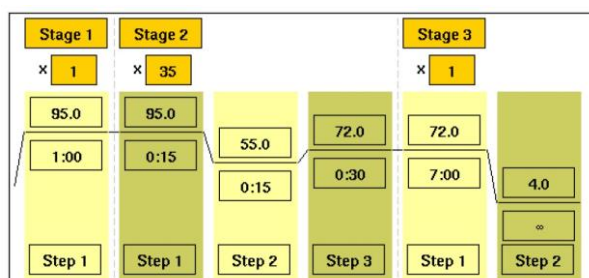 Stage 1 Stage 2 Stage 3
x 1 x 35 x 1
95.0 95.0 55.0 72.0 72.0 4.0
1:00 0:15 0:15 0:30 7:00 ∞
Step 1 Step 1 Step 2 Step 3 Step 1 Step 2